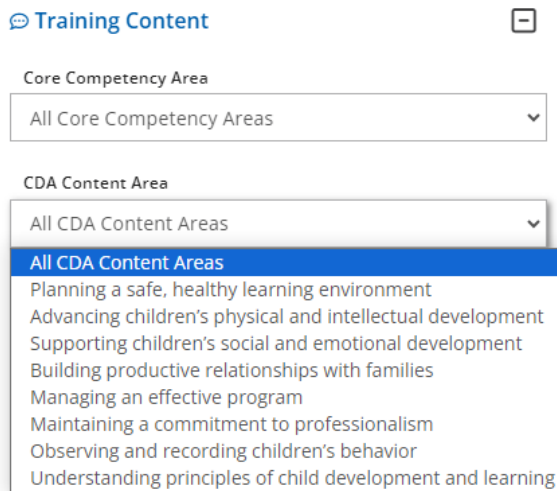 Training Content
Core Competency Area
All Core Competency Areas
CDA Content Area
All CDA Content Areas
All CDA Content Areas
Planning a safe, healthy learning environment
Advancing children’s physical and intellectual development
Supporting children’s social and emotional development
Building productive relationships with families
Managing an effective program
Maintaining a commitment to professionalism
Observing and recording children’s behavior
Understanding principles of child development and learning